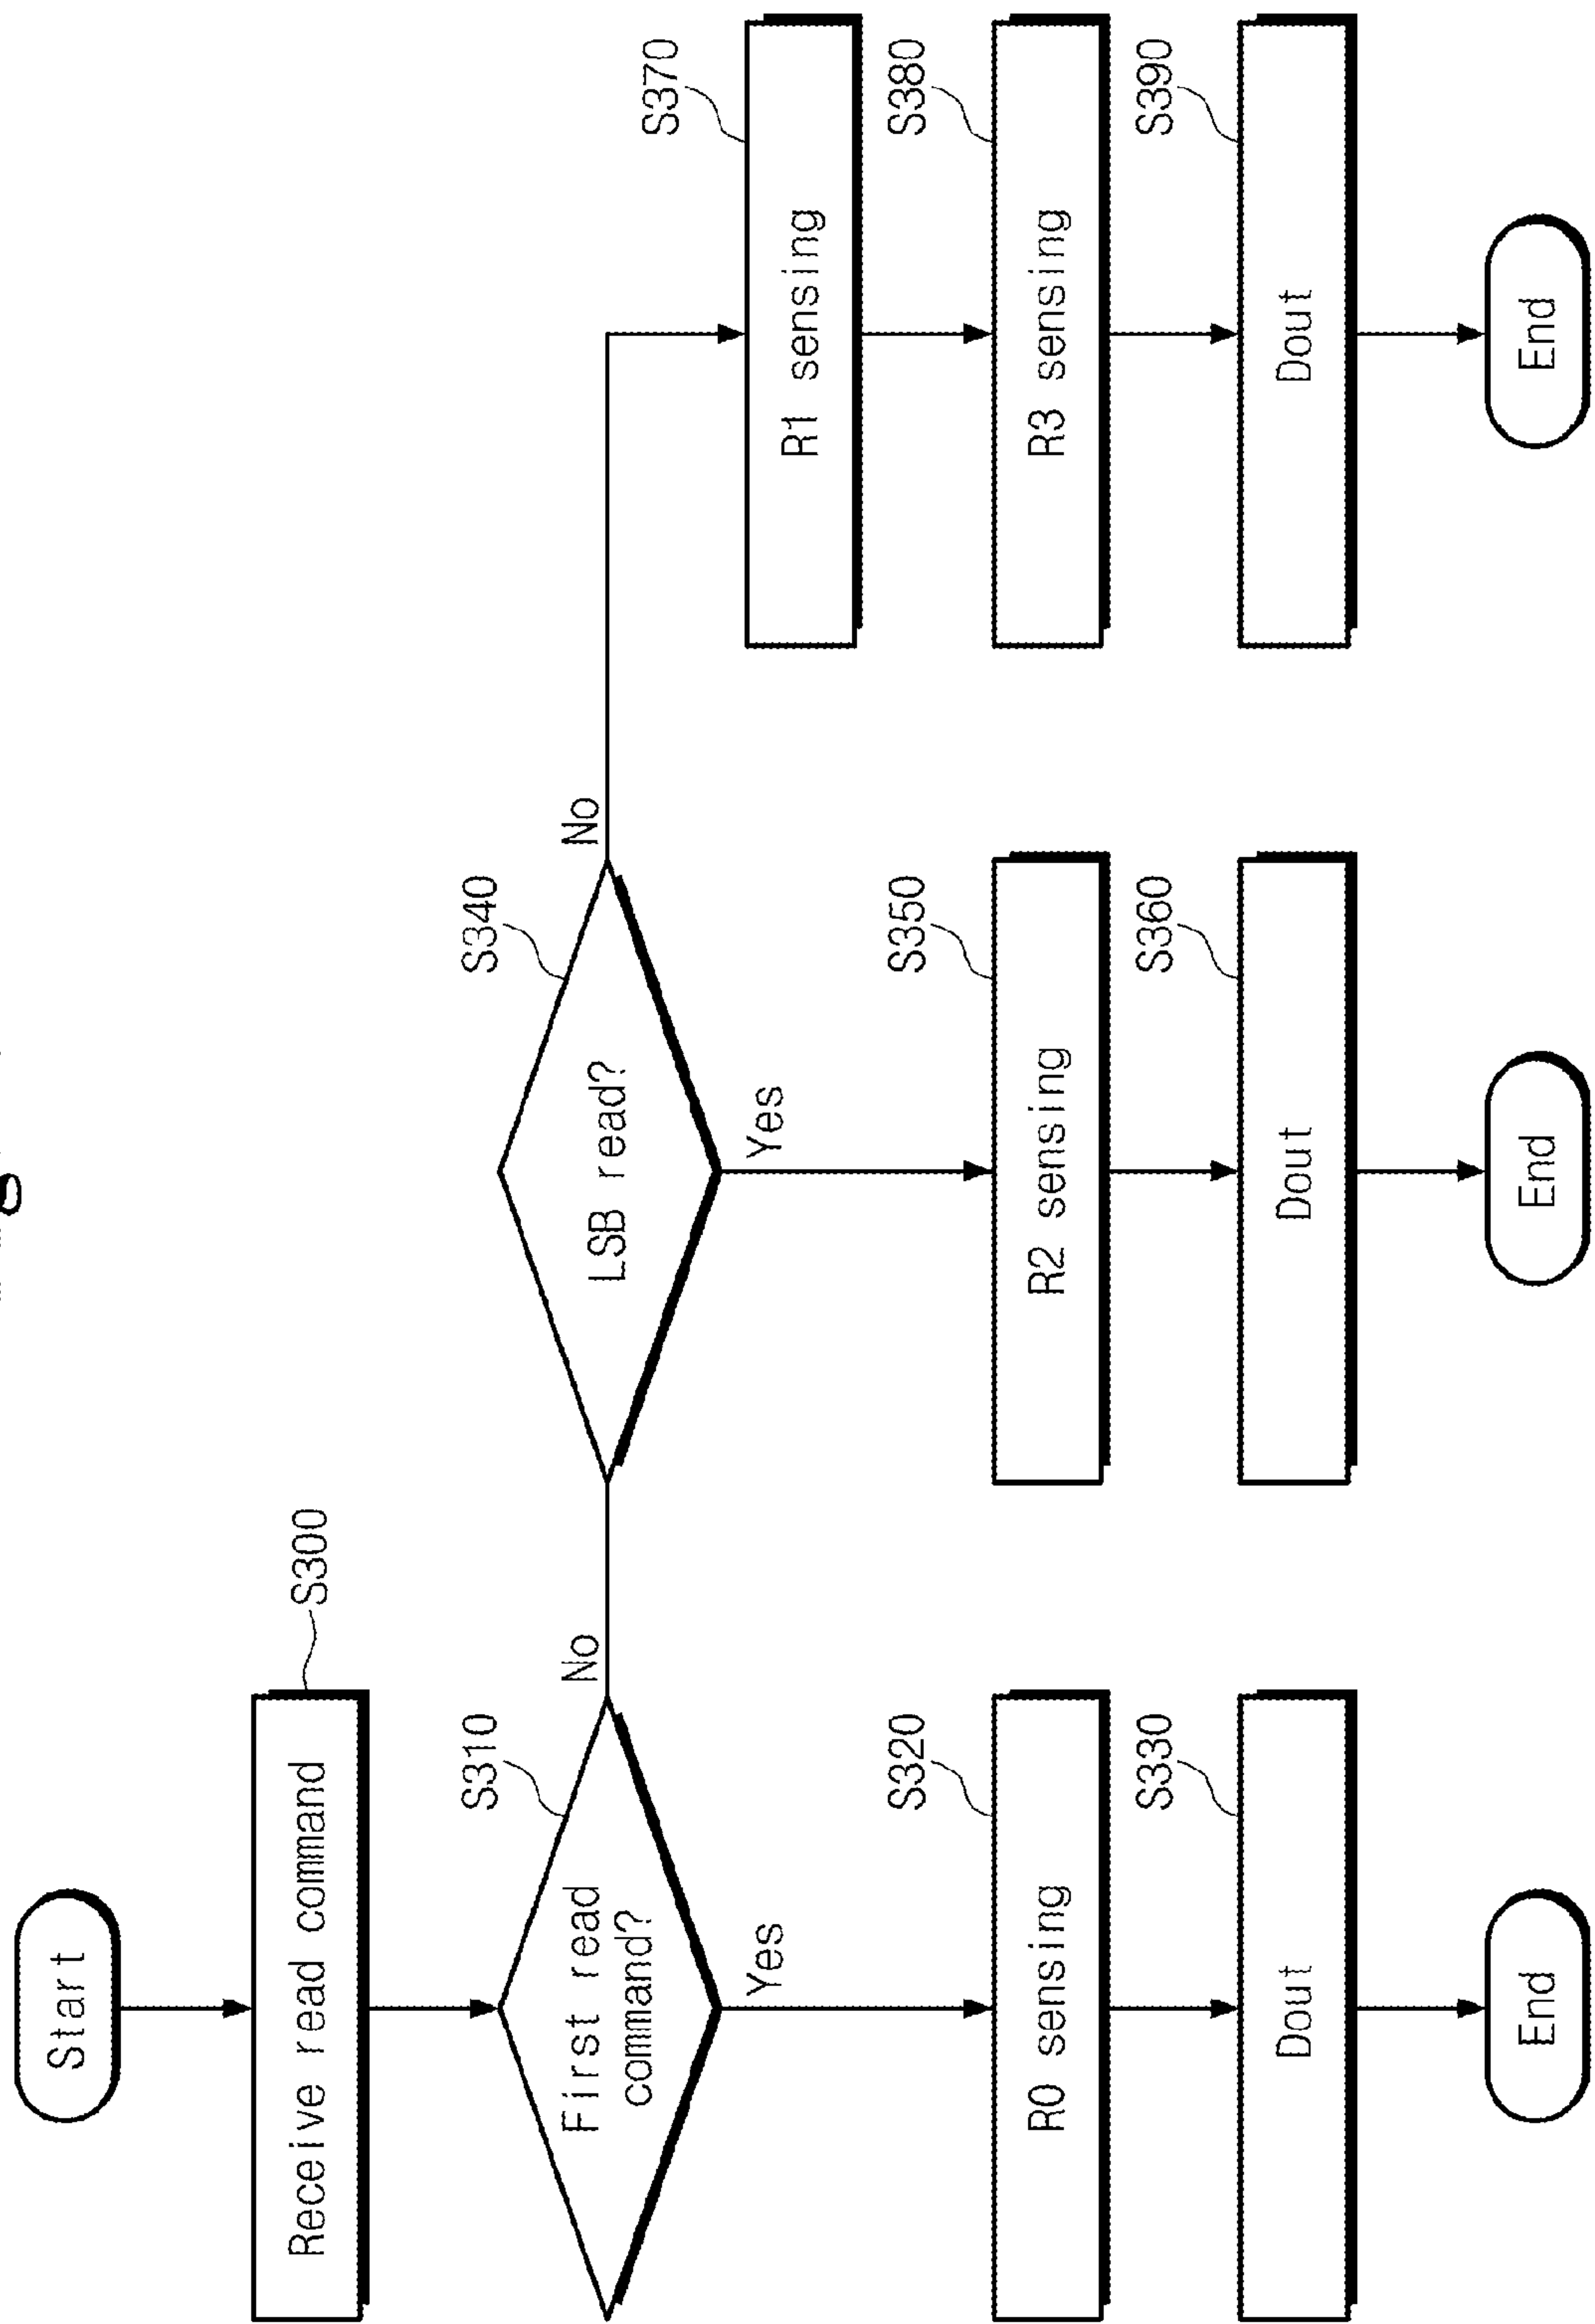 Start
Receive read command
S300
First read
command?
S310
No
Yes
LSB read?
S340
No
Yes
R1 sensing
S370
R0 sensing
S320
R2 sensing
S350
R3 sensing
S380
Dout
S330
Dout
S360
Dout
S390
End
End
End